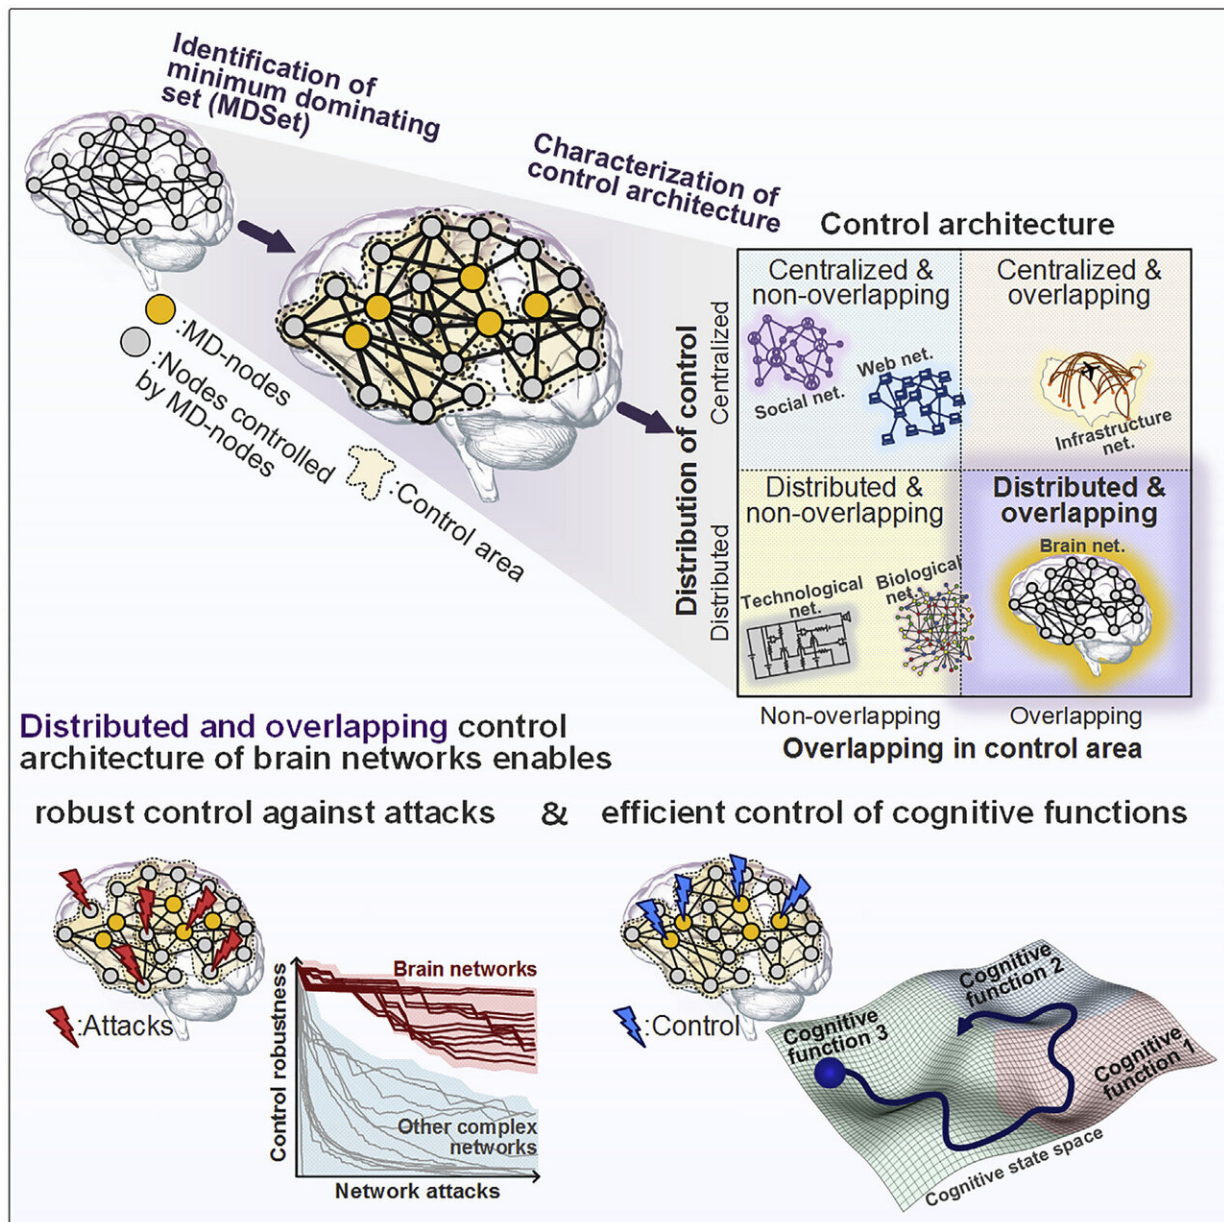 Identification of
minimum dominating
set (MDSet)
Characterization of
control architecture
:MD-nodes
:Nodes controlled
by MD-nodes
:Control area
Control architecture
Distribution of control
Centralized
Distributed
Centralized &
non-overlapping
Social net.
Web net.
Centralized &
overlapping
Infrastructure
net.
Distributed &
non-overlapping
Technological
net.
Biological
net.
Distributed &
overlapping
Brain net.
Non-overlapping
Overlapping
Overlapping in control area
Distributed and overlapping control
architecture of brain networks enables
robust control against attacks & efficient control of cognitive functions
:Attacks
Control robustness
Brain networks
Other complex
networks
Network attacks
:Control
Cognitive
function 2
Cognitive
function 3
Cognitive
function 1
Cognitive state space